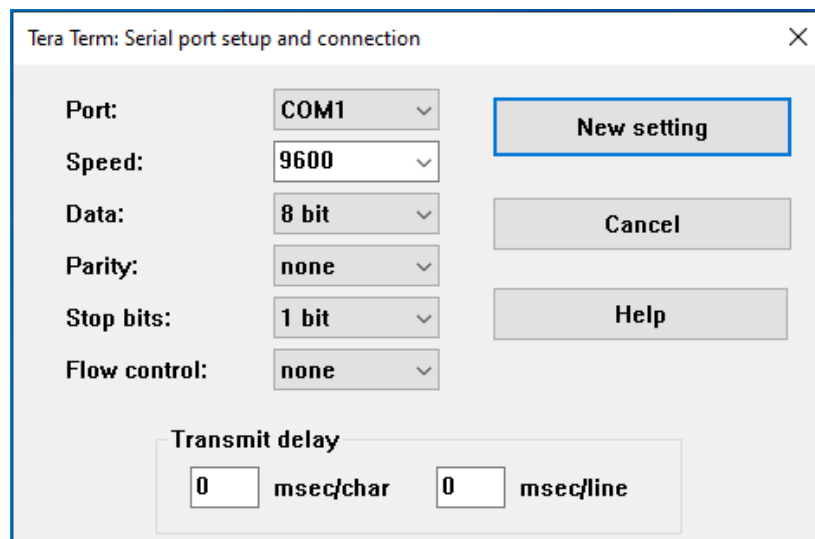 Tera Term: Serial port setup and connection
Port: COM1
New setting
Speed: 9600
Data: 8 bit
Cancel
Parity: none
Stop bits: 1 bit
Help
Flow control: none
Transmit delay
0 msec/char 0 msec/line